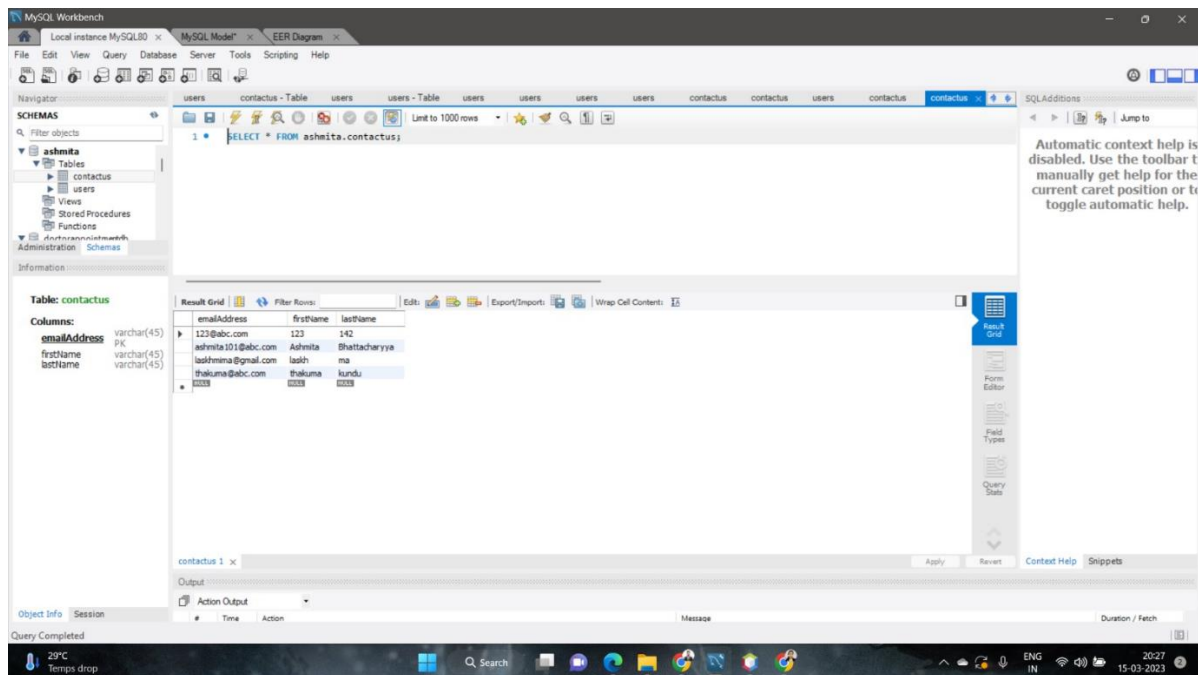 MySQL Workbench
Local instance MySQL80 × MySQL Model* × EER Diagram ×
File Edit View Query Database Server Tools Scripting Help
Navigator
SCHEMAS
Filter objects
ashmita
Tables
contactus
users
Views
Stored Procedures
Functions
doctorappointmentdb
Administration Schemas
Information
Table: contactus
Columns:
emailAddress varchar(45) PK
firstName varchar(45)
lastName varchar(45)
Object Info Session
users contactus - Table users users - Table users users users users contactus contactus users contactus contactus ×
Limit to 1000 rows
1 SELECT * FROM ashmita.contactus;
Result Grid Filter Rows: Edit: Export/Import: Wrap Cell Content:
emailAddress firstName lastName
123@abc.com 123 142
ashmita101@abc.com Ashmita Bhattacharyya
laskhmima@gmail.com laskh ma
thakuma@abc.com thakuma kundu
NULL NULL NULL
Result Grid
Form Editor
Field Types
Query Stats
contactus 1 ×
Apply Revert
Output
Action Output
# Time Action Message Duration / Fetch
SQLAdditions
Jump to
Automatic context help is
disabled. Use the toolbar t
manually get help for the
current caret position or to
toggle automatic help.
Context Help Snippets
Query Completed
29°C
Temps drop
Search
ENG
IN
20:27
15-03-2023